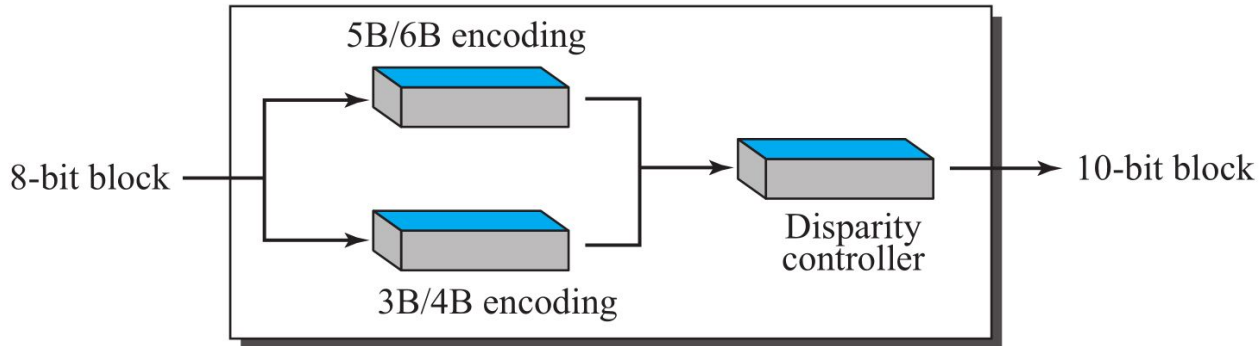 5B/6B encoding
8-bit block
10-bit block
Disparity
controller
3B/4B encoding